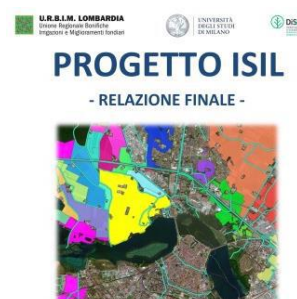 U.R.B.I.M. LOMBARDIA
Unione Regionale Bonifiche
Irrigazioni e Miglioramenti fondiari
UNIVERSITÀ
DEGLI STUDI
DI MILANO
PROGETTO ISIL
- RELAZIONE FINALE -